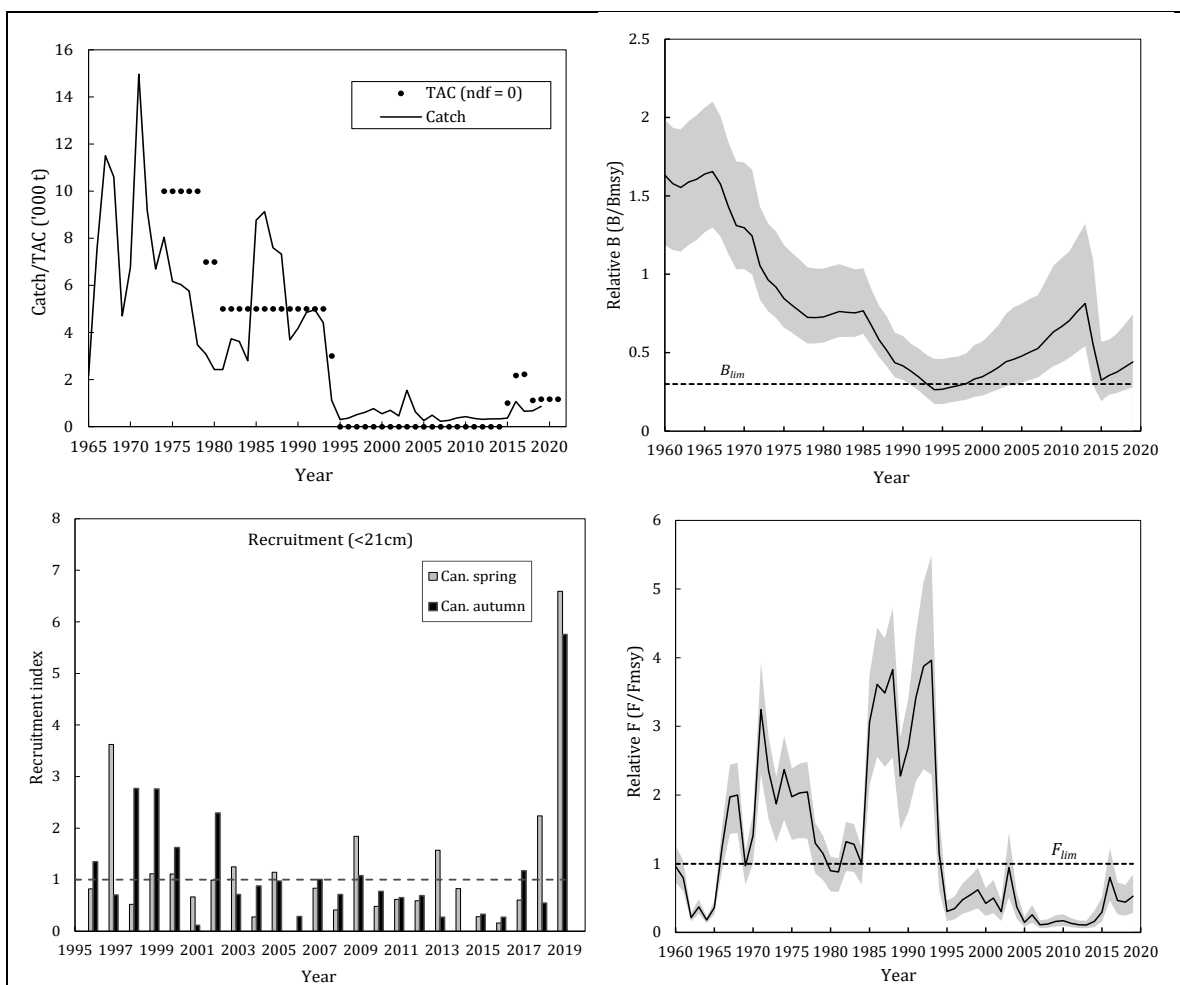 16
14
12
10
8
6
4
2
0
Catch/TAC ('000 t)
TAC (ndf = 0)
Catch
1965 1970 1975 1980 1985 1990 1995 2000 2005 2010 2015 2020
Year
2.5
2
1.5
1
0.5
0
Relative B (B/Bmsy)
Blim
1960 1965 1970 1975 1980 1985 1990 1995 2000 2005 2010 2015 2020
Year
Recruitment (<21cm)
8
7
6
5
4
3
2
1
0
Recruitment index
Can. spring
Can. autumn
1995 1997 1999 2001 2003 2005 2007 2009 2011 2013 2015 2017 2019
Year
6
5
4
3
2
1
0
Relative F (F/Fmsy)
Flim
1960 1965 1970 1975 1980 1985 1990 1995 2000 2005 2010 2015 2020
Year